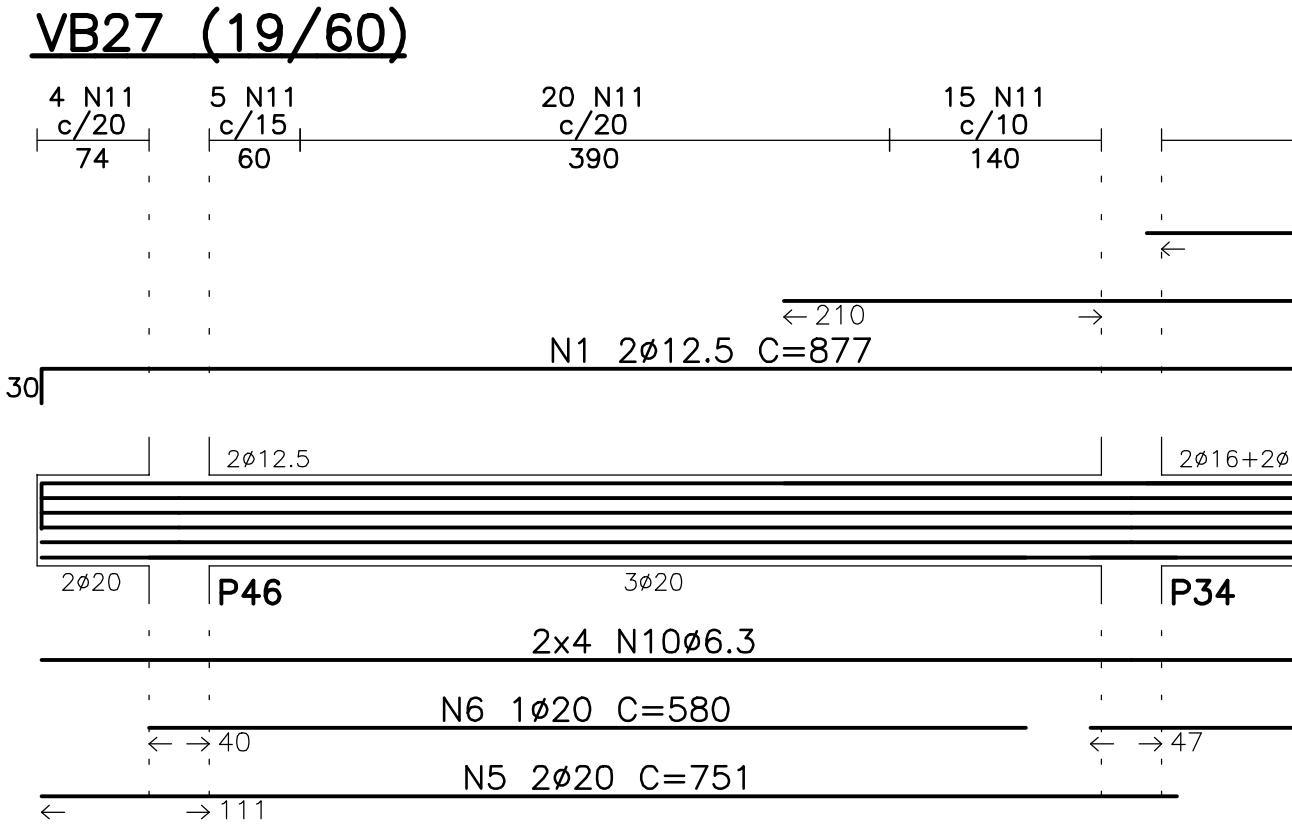 VB27 (19/60)
4 N11 5 N11 20 N11 15 N11
c/20 c/15 c/20 c/10
74 60 390 140
210
N1 2ø12.5 C=877
30
2ø12.5 2ø16+2ø
2ø20 P46 3ø20 P34
2x4 N10ø6.3
N6 1ø20 C=580
40 47
N5 2ø20 C=751
111